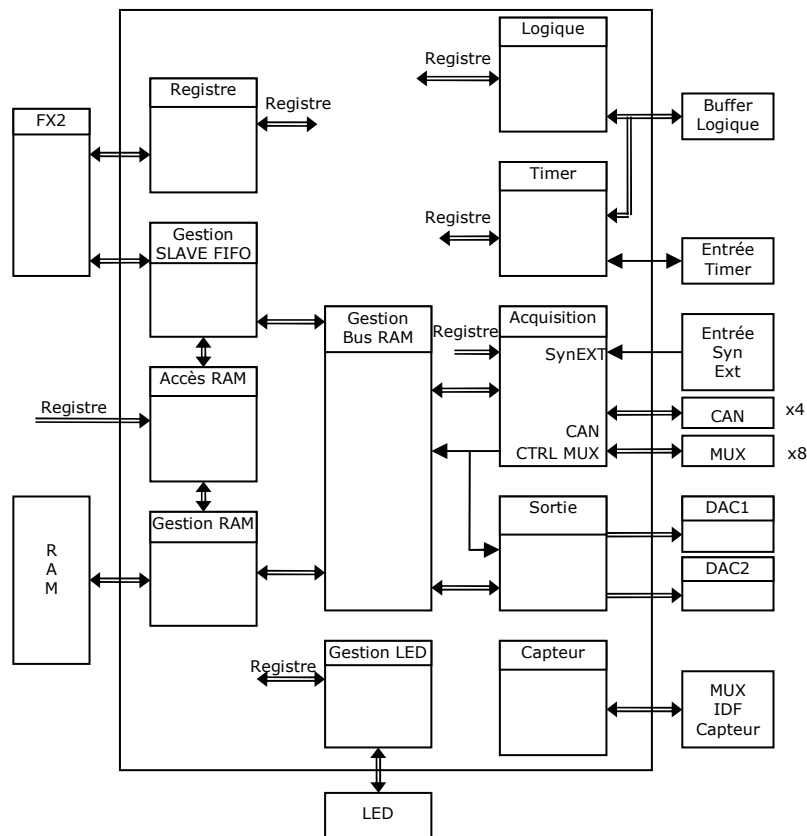 Logique
Registre
Registre
Registre
FX2
Buffer
Logique
Timer
Registre
Gestion
SLAVE FIFO
Entrée
Timer
Gestion
Bus RAM
Registre
Acquisition
SynEXT
Entrée
Syn
Ext
Accès RAM
Registre
CAN
x4
CAN
CTRL MUX
MUX
x8
Gestion RAM
Sortie
DAC1
R
A
M
DAC2
Registre
Gestion LED
Capteur
MUX
IDF
Capteur
LED